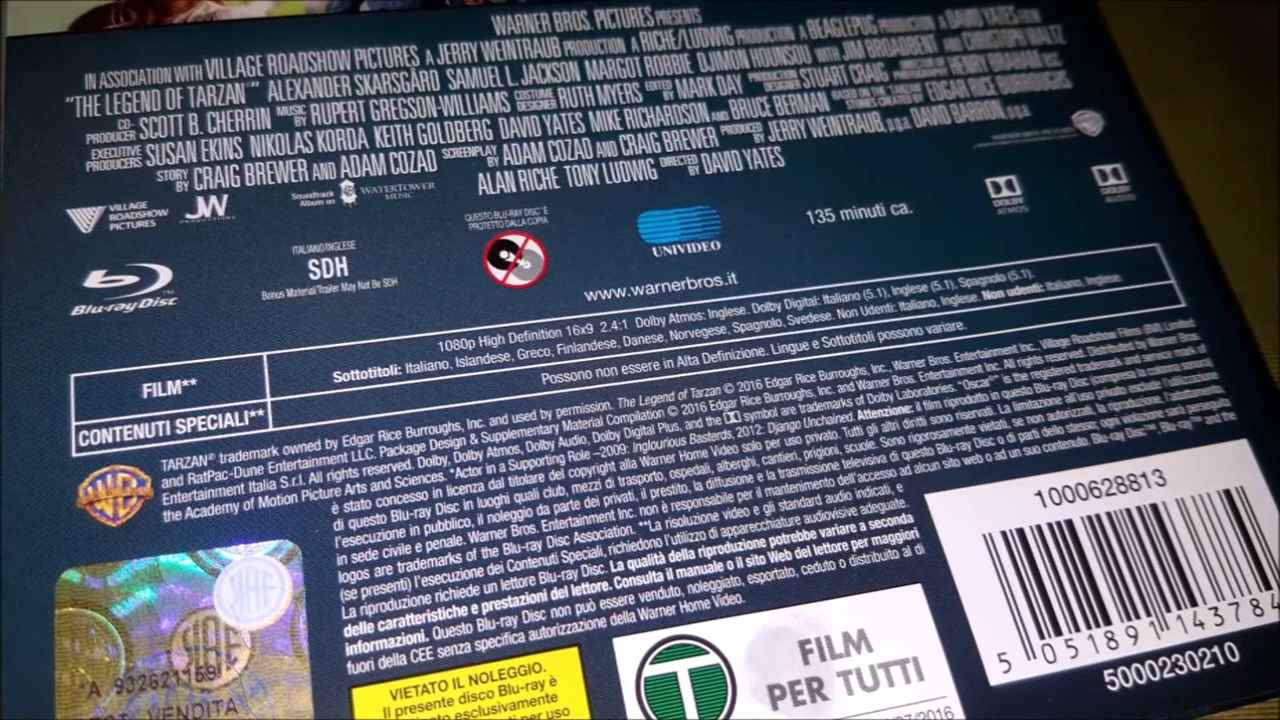 WARNER BROS. PICTURES PRESENTS
IN ASSOCIATION WITH VILLAGE ROADSHOW PICTURES A JERRY WEINTRAUB PRODUCTION A RICHE/LUDWIG PRODUCTION A BEAGLEPUG PRODUCTION A DAVID YATES
"THE LEGEND OF TARZAN" ALEXANDER SKARSGÅRD SAMUEL L. JACKSON MARGOT ROBBIE DJIMON HOUNSOU WITH JIM BROADBENT AND CHRISTOPH WALTZ
CO-PRODUCER SCOTT B. CHERRIN MUSIC BY RUPERT GREGSON-WILLIAMS COSTUME DESIGNER RUTH MYERS EDITED BY MARK DAY PRODUCTION DESIGNER STUART CRAIG
EXECUTIVE PRODUCERS SUSAN EKINS NIKOLAS KORDA KEITH GOLDBERG DAVID YATES MIKE RICHARDSON AND BRUCE BERMAN BASED ON THE TARZAN STORIES CREATED BY EDGAR RICE BURROUGHS
STORY BY CRAIG BREWER AND ADAM COZAD SCREENPLAY BY ADAM COZAD AND CRAIG BREWER PRODUCED BY JERRY WEINTRAUB, p.g.a. DAVID BARRON, p.g.a.
ALAN RICHE TONY LUDWIG DIRECTED BY DAVID YATES
VILLAGE ROADSHOW PICTURES
JW PRODUCTIONS
Soundtrack Album on WATERTOWER MUSIC
QUESTO BLU-RAY DISC™ È PROTETTO DALLA COPIA
UNIVIDEO
135 minuti ca.
DOLBY ATMOS
DOLBY AUDIO
Blu-ray Disc™
ITALIANO/INGLESE
SDH
Bonus Material/Trailer May Not Be SDH
www.warnerbros.it
FILM**
1080p High Definition 16x9 2.4:1 Dolby Atmos: Inglese. Dolby Digital: Italiano (5.1), Inglese (5.1), Spagnolo (5.1).
Sottotitoli: Italiano, Islandese, Greco, Finlandese, Danese, Norvegese, Spagnolo, Svedese. Non Udenti: Italiano, Inglese. Non udenti: Italiano, Inglese
CONTENUTI SPECIALI**
Possono non essere in Alta Definizione. Lingue e Sottotitoli possono variare.
TARZAN® trademark owned by Edgar Rice Burroughs, Inc. and used by permission. The Legend of Tarzan © 2016 Edgar Rice Burroughs, Inc., Warner Bros. Entertainment Inc., Village Roadshow Films (BVI) Limited
and RatPac-Dune Entertainment LLC. Package Design & Supplementary Material Compilation © 2016 Edgar Rice Burroughs, Inc. and Warner Bros. Entertainment Inc. All rights reserved. Distributed by Warner Bros.
Entertainment Italia S.r.l. All rights reserved. Dolby, Dolby Atmos, Dolby Audio, Dolby Digital Plus, and the symbol are trademarks of Dolby Laboratories. "Oscar®" is the registered trademark and service mark of
the Academy of Motion Picture Arts and Sciences. *Actor in a Supporting Role –2009: Inglourious Basterds, 2012: Django Unchained. Attenzione: il film riprodotto in questo Blu-ray Disc (compresa la colonna sonora)
è stato concesso in licenza dal titolare del copyright alla Warner Home Video solo per uso privato. Tutti gli altri diritti sono riservati. La limitazione all'uso privato esclude l'utilizzo
di questo Blu-ray Disc in luoghi quali club, mezzi di trasporto, ospedali, alberghi, cantieri, prigioni, scuole. Sono rigorosamente vietati, se non autorizzati, la riproduzione,
l'esecuzione in pubblico, il noleggio da parte dei privati, il prestito, la diffusione e la trasmissione televisiva di questo Blu-ray Disc o di parti dello stesso; ogni
in sede civile e penale. Warner Bros. Entertainment Inc. non è responsabile per il mantenimento dell'accesso ad alcun sito web o ad un suo contenuto. Blu-ray Disc™, Blu-ray™ and the
logos are trademarks of the Blu-ray Disc Association. **La risoluzione video e gli standard audio indicati, e
(se presenti) l'esecuzione dei Contenuti Speciali, richiedono l'utilizzo di apparecchiature audiovisive adeguate.
La riproduzione richiede un lettore Blu-ray Disc. La qualità della riproduzione potrebbe variare a seconda
delle caratteristiche e prestazioni del lettore. Consulta il manuale o il sito Web del lettore per maggiori
informazioni. Questo Blu-ray Disc non può essere venduto, noleggiato, esportato, ceduto o distribuito al di
fuori della CEE senza specifica autorizzazione della Warner Home Video.
WB
*A 932621159
VENDITA
VIETATO IL NOLEGGIO.
Il presente disco Blu-ray è
esclusivamente
per uso
T
FILM
PER TUTTI
/2016
1000628813
5 051891 143784
5000230210